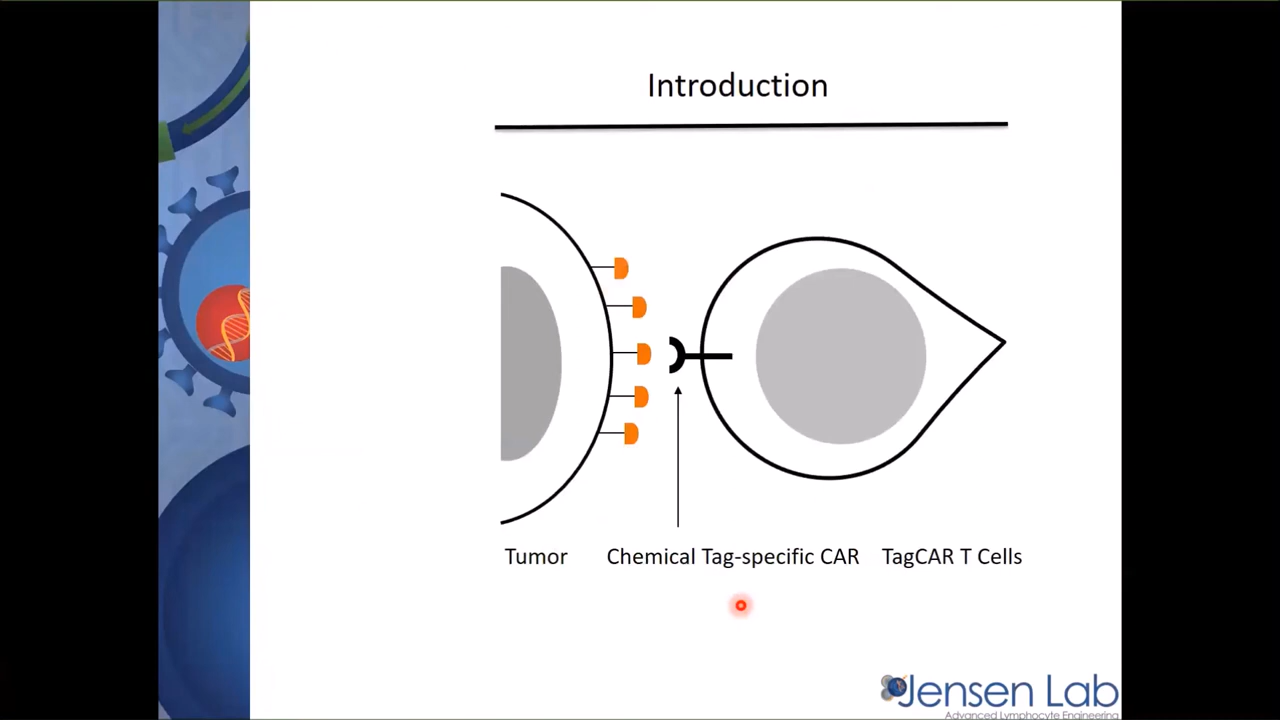 Introduction
Tumor
Chemical Tag-specific CAR
TagCAR T Cells
Jensen Lab
Advanced Lymphocyte Engineering